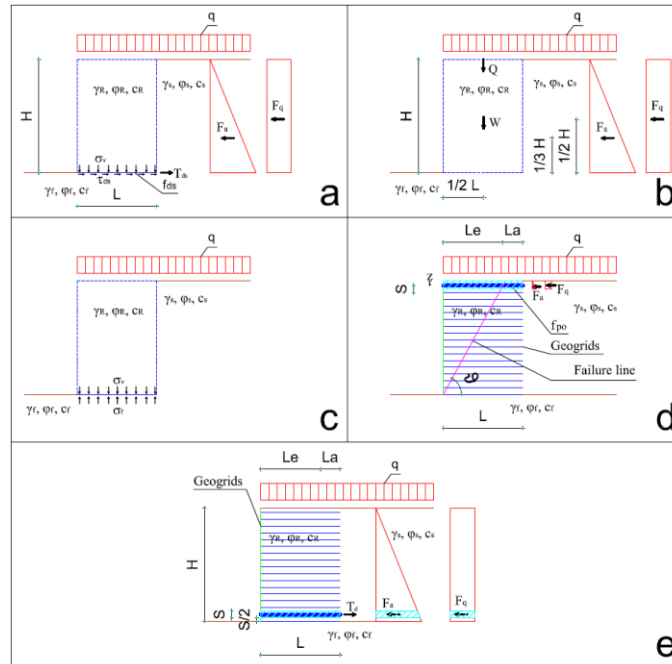 q
γR, φR, cR
γs, φs, cs
H
Fa
Fq
σv
τds
Tds
fds
γf, φf, cf
L
a
q
Q
γR, φR, cR
γs, φs, cs
W
H
Fa
Fq
1/3 H
1/2 H
γf, φf, cf
1/2 L
b
q
γs, φs, cs
γR, φR, cR
σv
σf
γf, φf, cf
c
Le
La
q
z
S
Fa
Fq
γR, φR, cR
γs, φs, cs
fpo
Geogrids
Failure line
γf, φf, cf
L
d
Le
La
q
Geogrids
γR, φR, cR
γs, φs, cs
H
S
S/2
Td
Fa
Fq
γf, φf, cf
L
e